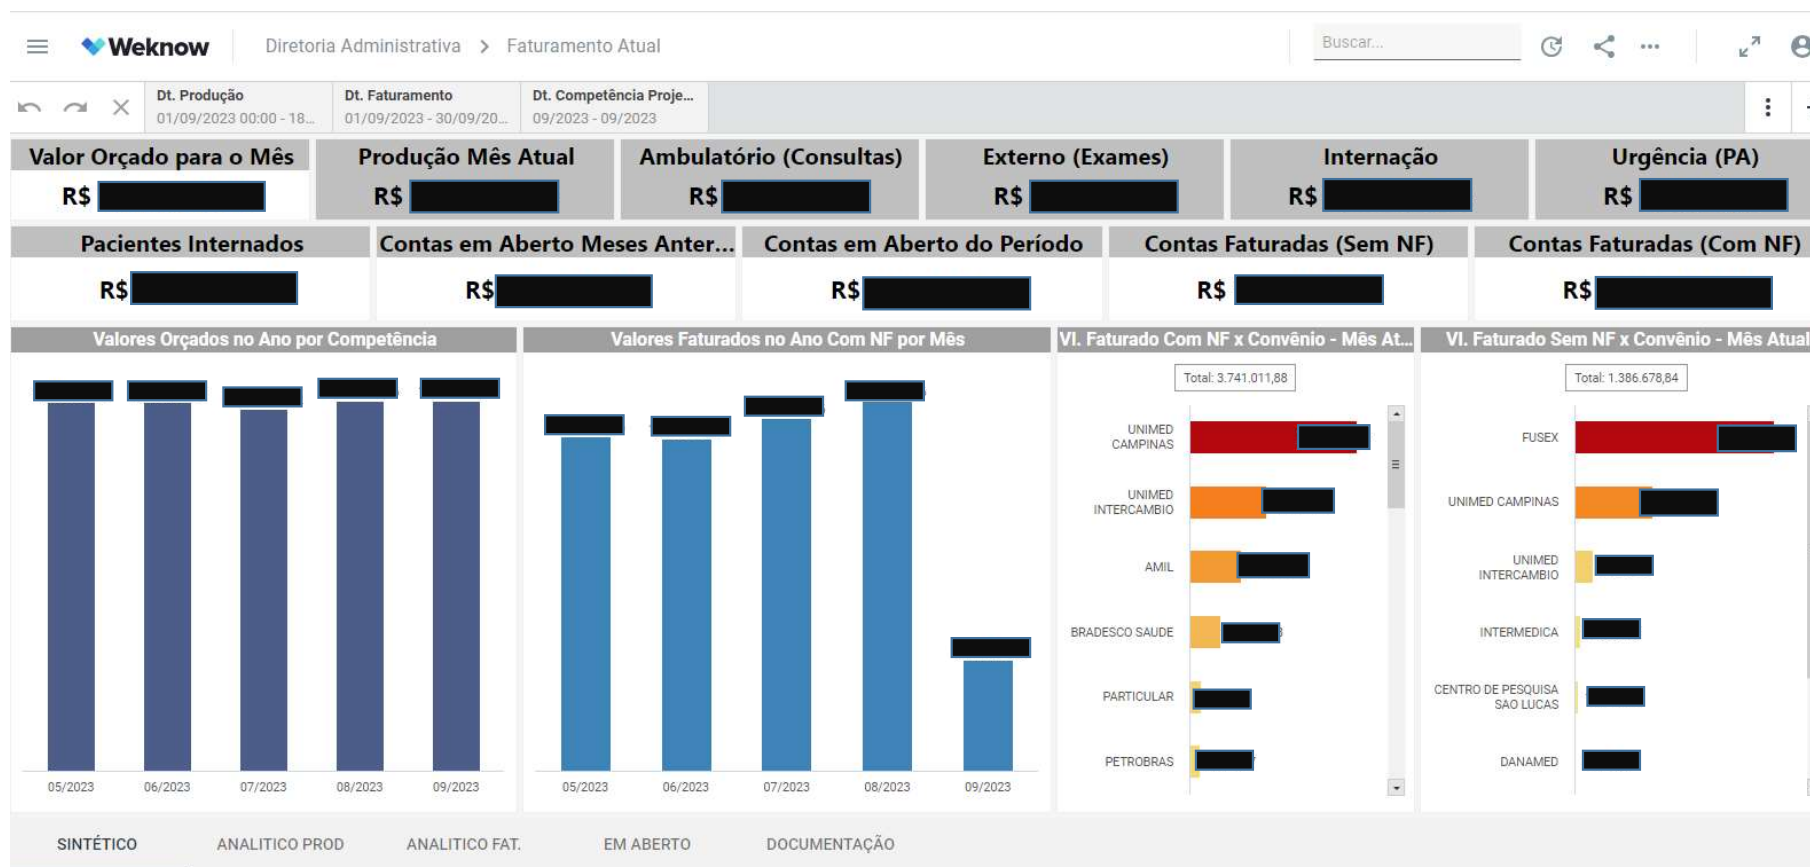 Weknow
Diretoria Administrativa > Faturamento Atual
Buscar...
Dt. Produção
01/09/2023 00:00 - 18...
Dt. Faturamento
01/09/2023 - 30/09/20...
Dt. Competência Proje...
09/2023 - 09/2023
Valor Orçado para o Mês
R$
Produção Mês Atual
R$
Ambulatório (Consultas)
R$
Externo (Exames)
R$
Internação
R$
Urgência (PA)
R$
Pacientes Internados
R$
Contas em Aberto Meses Anter...
R$
Contas em Aberto do Período
R$
Contas Faturadas (Sem NF)
R$
Contas Faturadas (Com NF)
R$
Valores Orçados no Ano por Competência
05/2023 06/2023 07/2023 08/2023 09/2023
Valores Faturados no Ano Com NF por Mês
05/2023 06/2023 07/2023 08/2023 09/2023
VI. Faturado Com NF x Convênio - Mês At...
Total: 3.741.011,88
UNIMED
CAMPINAS
UNIMED
INTERCAMBIO
AMIL
BRADESCO SAUDE
PARTICULAR
PETROBRAS
VI. Faturado Sem NF x Convênio - Mês Atual
Total: 1.386.678,84
FUSEX
UNIMED CAMPINAS
UNIMED
INTERCAMBIO
INTERMEDICA
CENTRO DE PESQUISA
SAO LUCAS
DANAMED
SINTÉTICO ANALITICO PROD ANALITICO FAT. EM ABERTO DOCUMENTAÇÃO